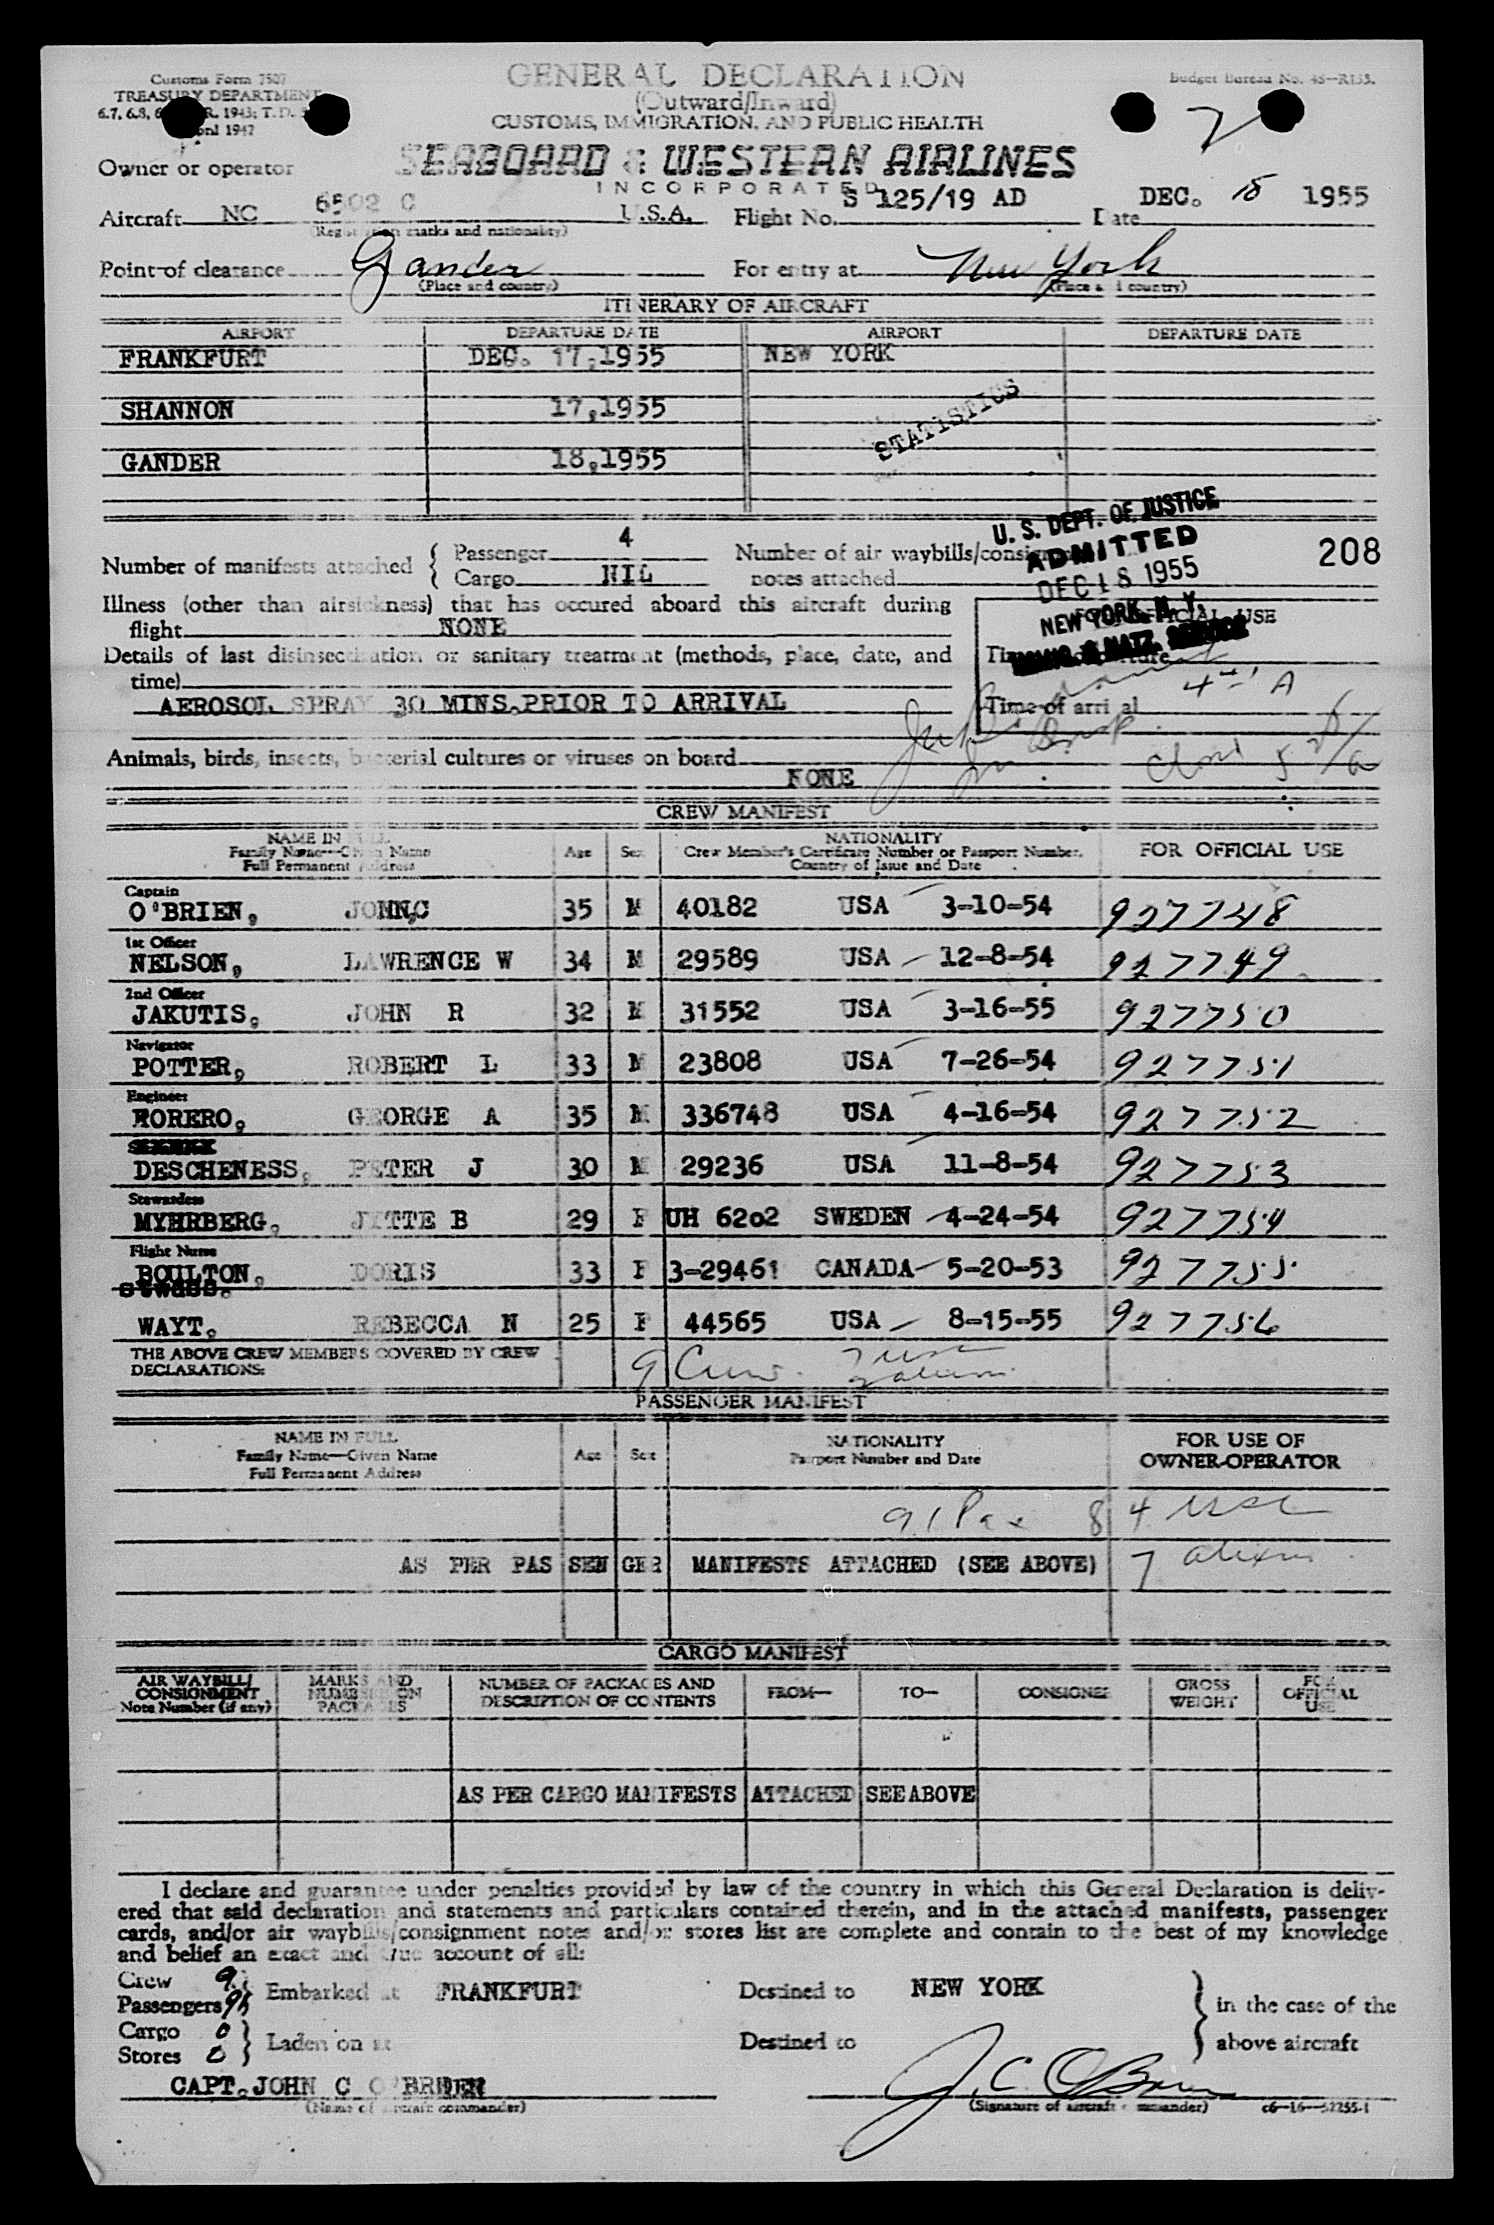 Customs Form 7507
TREASURY DEPARTMENT
April 1947
GENERAL DECLARATION
(Outward/Inward)
CUSTOMS, IMMIGRATION, AND PUBLIC HEALTH
Budget Bureau No. 48-R133.
Owner or operator SEABOARD & WESTERN AIRLINES
INCORPORATED
Aircraft NC 6502 C U.S.A. Flight No. S 125/19 AD Date DEC. 18 1955
(Registration marks and nationality)
Point of clearance Gander For entry at New York
(Place and country) (Place and country)
ITINERARY OF AIRCRAFT
AIRPORT DEPARTURE DATE AIRPORT DEPARTURE DATE
FRANKFURT DEC. 17,1955 NEW YORK
SHANNON 17,1955
STATISTICS
GANDER 18,1955
U. S. DEPT. OF JUSTICE
ADMITTED
DEC 18 1955
NEW YORK, N. Y.
Number of manifests attached { Passenger 4 Cargo NIL Number of air waybills/consignment notes attached
208
Illness (other than airsickness) that has occured aboard this aircraft during
flight NONE
FOR OFFICIAL USE
Details of last disinsectization or sanitary treatment (methods, place, date, and
time)
AEROSOL SPRAY 30 MINS.PRIOR TO ARRIVAL
Time of departure
Time of arrival
Animals, birds, insects, bacterial cultures or viruses on board
NONE
CREW MANIFEST
NAME IN FULL
Family Name—Given Name
Full Permanent Address
Age Sex
NATIONALITY
Crew Member's Certificate Number or Passport Number,
Country of Issue and Date
FOR OFFICIAL USE
Captain
O'BRIEN, JOHN,C 35 M 40182 USA 3-10-54 927748
1st Officer
NELSON, LAWRENCE W 34 M 29589 USA 12-8-54 927749
2nd Officer
JAKUTIS, JOHN R 32 M 31552 USA 3-16-55 927750
Navigator
POTTER, ROBERT L 33 M 23808 USA 7-26-54 927751
Engineer
RORERO, GEORGE A 35 M 336748 USA 4-16-54 927752
DESCHENESS, PETER J 30 M 29236 USA 11-8-54 927753
Stewardess
MYHRBERG, JYTTE B 29 F UH 6202 SWEDEN 4-24-54 927754
Flight Nurse
BOULTON, DORIS 33 F 3-29461 CANADA 5-20-53 927755
Stwdss.
WAYT, REBECCA N 25 F 44565 USA 8-15-55 927756
THE ABOVE CREW MEMBERS COVERED BY CREW
DECLARATIONS:
9 Crew.
PASSENGER MANIFEST
NAME IN FULL
Family Name—Given Name
Full Permanent Address
Age Sex
NATIONALITY
Passport Number and Date
FOR USE OF
OWNER-OPERATOR
91 Pax 84 USC
AS PER PASSENGER MANIFESTS ATTACHED (SEE ABOVE) 7 aliens
CARGO MANIFEST
AIR WAYBILL/
CONSIGNMENT
Note Number (if any)
MARKS AND
NUMBERS ON
PACKAGES
NUMBER OF PACKAGES AND
DESCRIPTION OF CONTENTS
FROM— TO— CONSIGNEE
GROSS
WEIGHT
FOR
OFFICIAL
USE
AS PER CARGO MANIFESTS ATTACHED SEE ABOVE
I declare and guarantee under penalties provided by law of the country in which this General Declaration is deliv-
ered that said declaration and statements and particulars contained therein, and in the attached manifests, passenger
cards, and/or air waybills/consignment notes and/or stores list are complete and contain to the best of my knowledge
and belief an exact and true account of all:
Crew 9
Passengers 91 } Embarked at FRANKFURT Destined to NEW YORK } in the case of the
Cargo 0
Stores 0 } Laden on at Destined to above aircraft
CAPT.JOHN C O'BRIEN J.C. O'Brien
(Name of aircraft commander) (Signature of aircraft commander) c6—16—52255-1